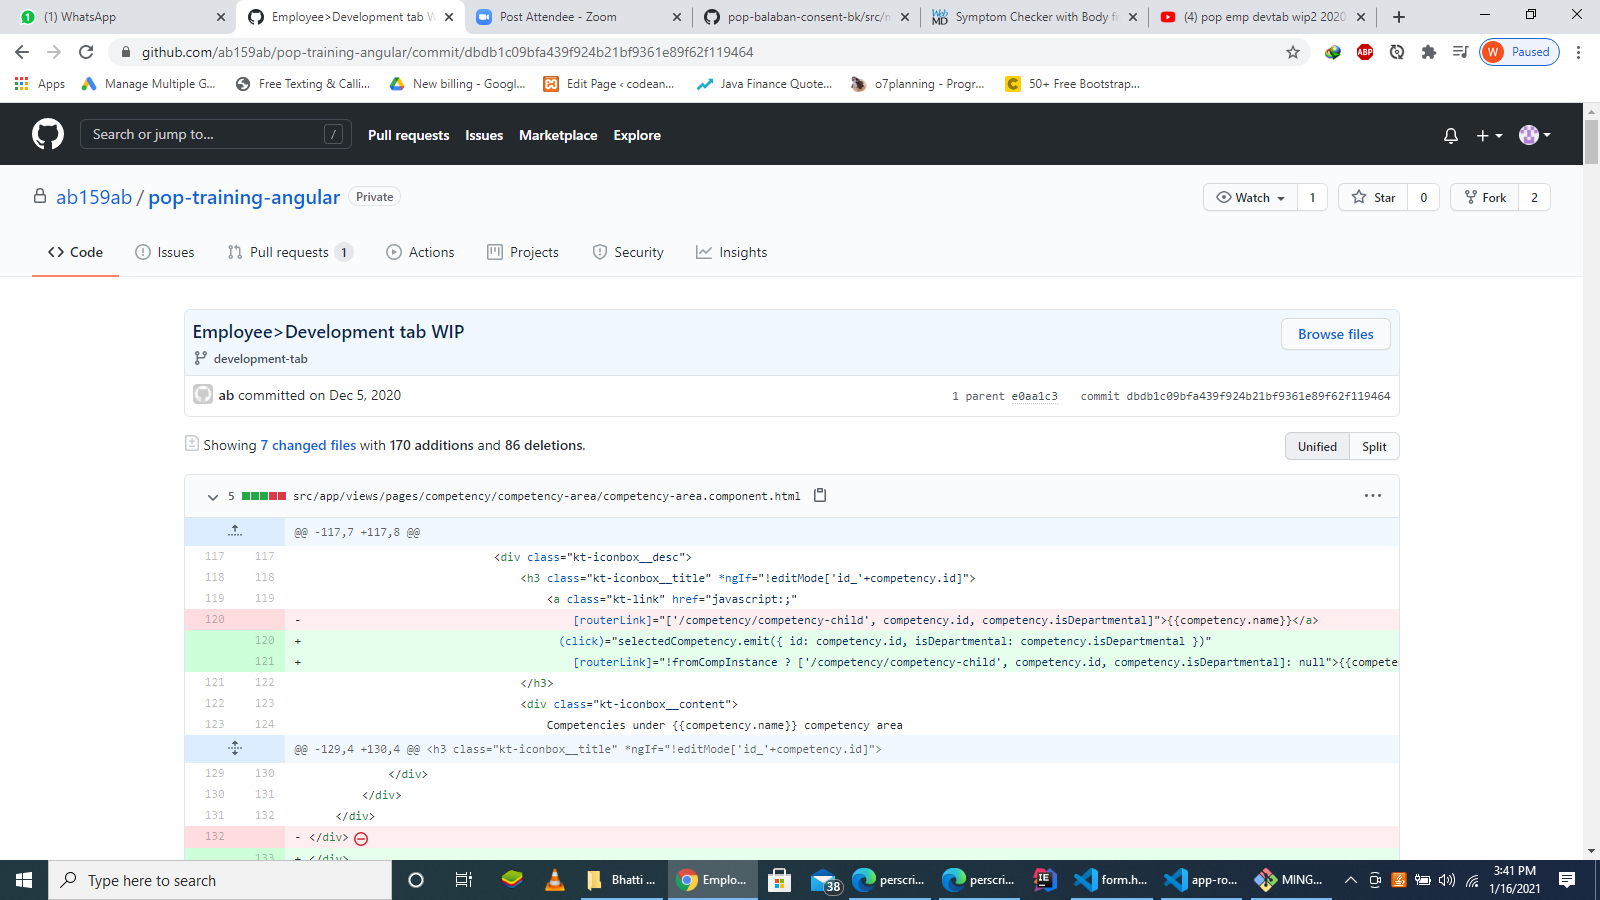 (1) WhatsApp
Employee>Development tab W
Post Attendee - Zoom
pop-balaban-consent-bk/src/m
Symptom Checker with Body fr
(4) pop emp devtab wip2 2020
github.com/ab159ab/pop-training-angular/commit/dbdb1c09bfa439f924b21bf9361e89f62f119464
ABP
W Paused
Apps
Manage Multiple G...
Free Texting & Calli...
New billing - Googl...
Edit Page ‹ codean...
Java Finance Quote...
o7planning - Progr...
50+ Free Bootstrap...
Search or jump to... /
Pull requests Issues Marketplace Explore
ab159ab / pop-training-angular Private
Watch 1 Star 0 Fork 2
Code Issues Pull requests 1 Actions Projects Security Insights
Employee>Development tab WIP
Browse files
development-tab
ab committed on Dec 5, 2020
1 parent e0aa1c3 commit dbdb1c09bfa439f924b21bf9361e89f62f119464
Showing 7 changed files with 170 additions and 86 deletions.
Unified Split
5 src/app/views/pages/competency/competency-area/competency-area.component.html
@@ -117,7 +117,8 @@
117 117 <div class="kt-iconbox__desc">
118 118 <h3 class="kt-iconbox__title" *ngIf="!editMode['id_'+competency.id]">
119 119 <a class="kt-link" href="javascript:;"
120 - [routerLink]="['/competency/competency-child', competency.id, competency.isDepartmental]">{{competency.name}}</a>
120 + (click)="selectedCompetency.emit({ id: competency.id, isDepartmental: competency.isDepartmental })"
121 + [routerLink]="!fromCompInstance ? ['/competency/competency-child', competency.id, competency.isDepartmental]: null">{{compete
121 122 </h3>
122 123 <div class="kt-iconbox__content">
123 124 Competencies under {{competency.name}} competency area
@@ -129,4 +130,4 @@ <h3 class="kt-iconbox__title" *ngIf="!editMode['id_'+competency.id]">
129 130 </div>
130 131 </div>
131 132 </div>
132 - </div>
133 + </div>
Type here to search
38
Bhatti ...
Emplo...
perscri...
perscri...
form.h...
app-ro...
MING...
3:41 PM
1/16/2021